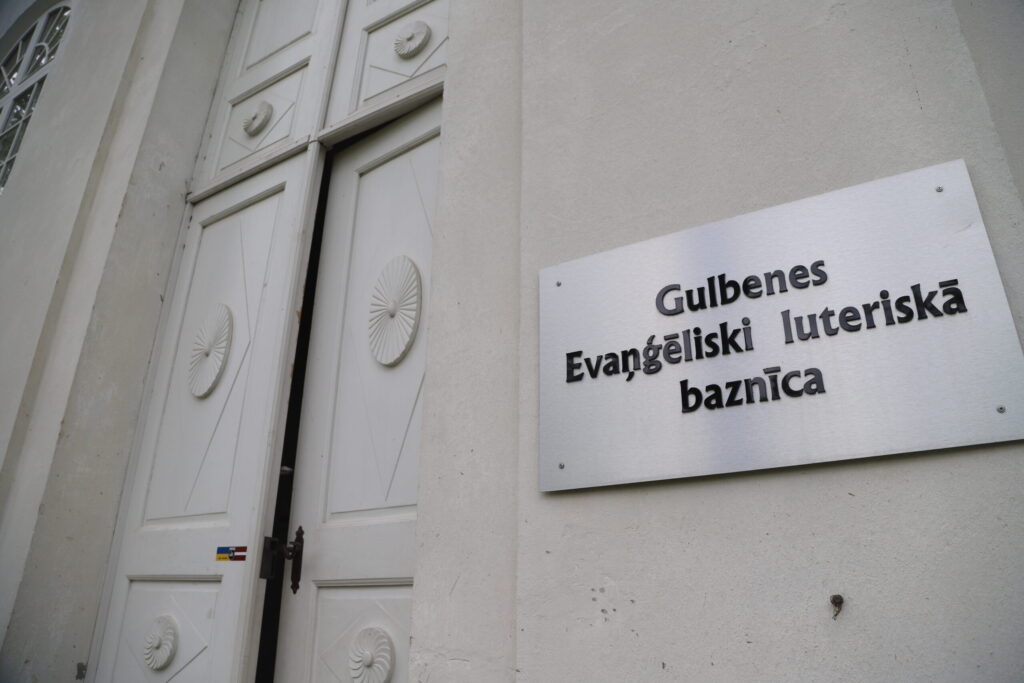 Gulbenes
Evaņģēliski luteriskā
baznīca